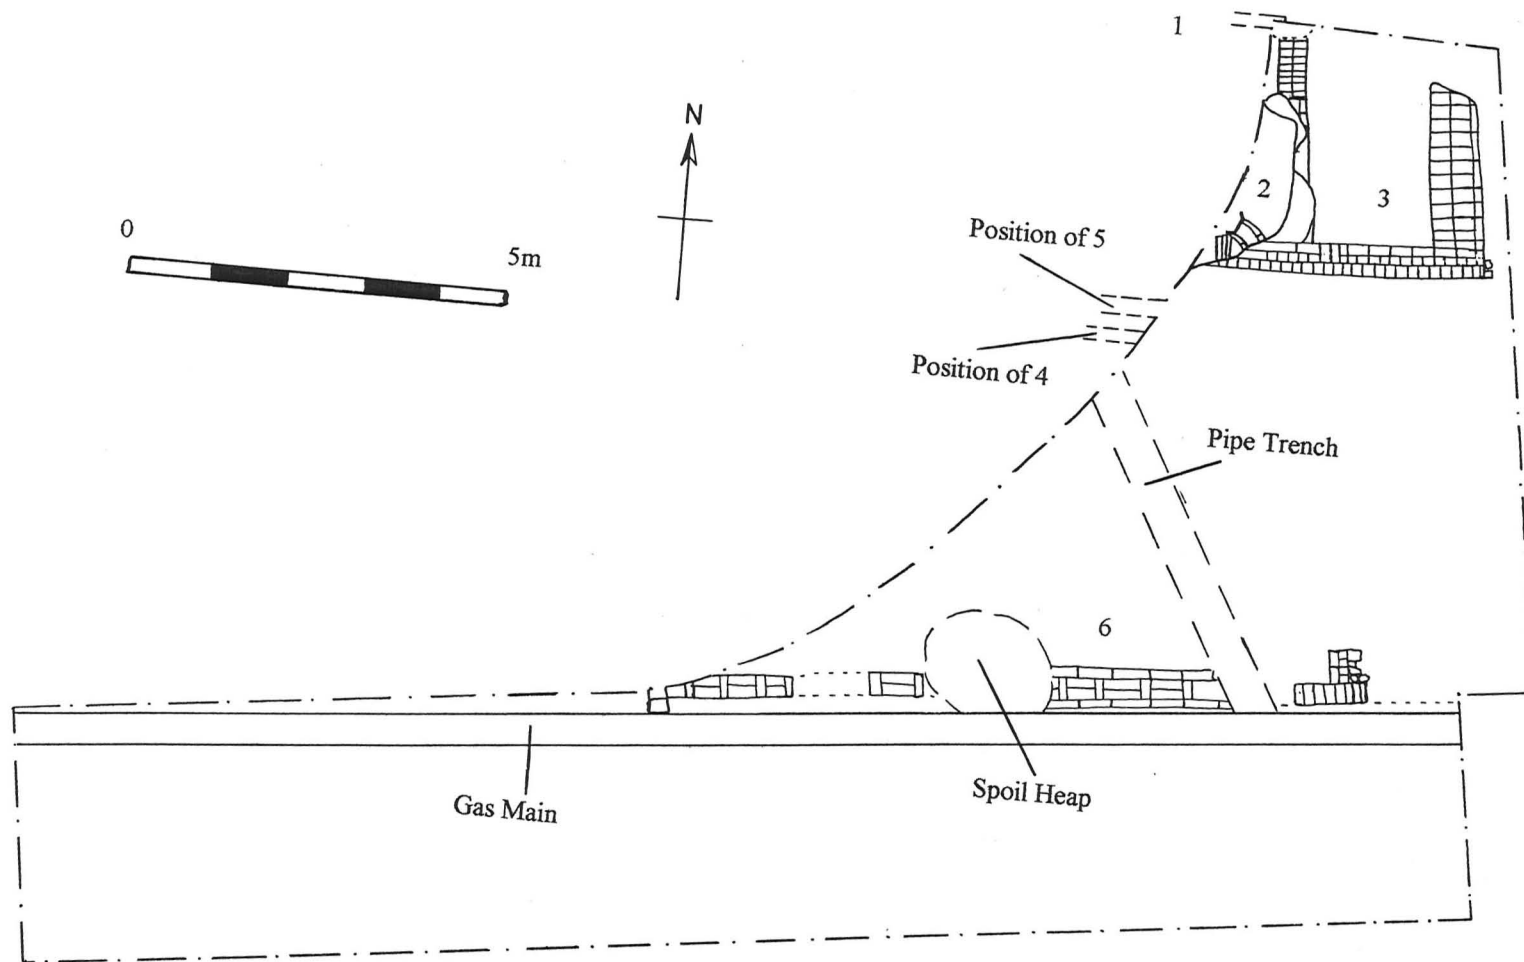 1
N
0
5m
2
3
Position of 5
Position of 4
Pipe Trench
6
Gas Main
Spoil Heap